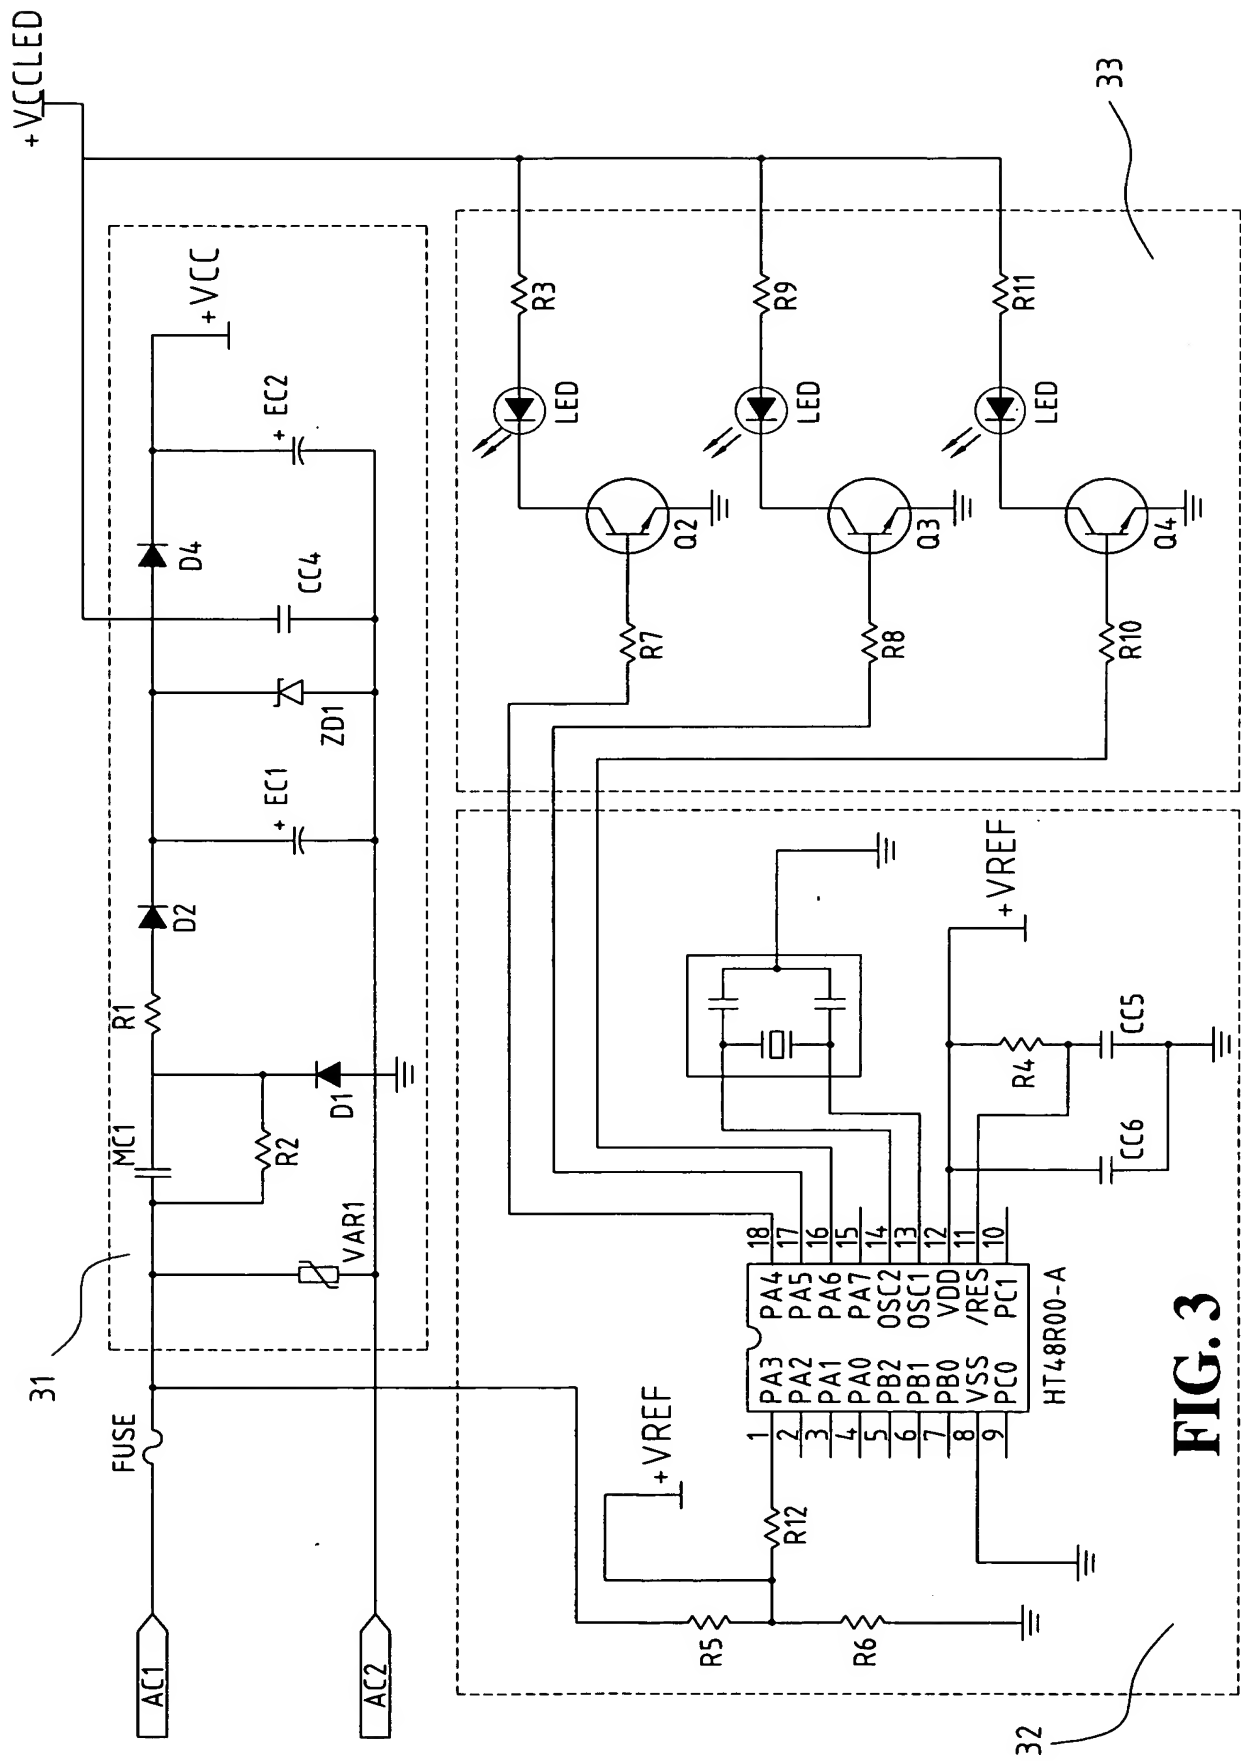 +VCCLED
31
FUSE
AC1
AC2
MC1
R1
D2
D4
+VCC
R2
D1
VAR1
+ EC1
ZD1
CC4
+ EC2
33
R3
LED
Q2
R7
R9
LED
Q3
R8
R11
LED
Q4
R10
32
+VREF
R5
R6
R12
1 PA3 PA4 18
2 PA2 PA5 17
3 PA1 PA6 16
4 PA0 PA7 15
5 PB2 OSC2 14
6 PB1 OSC1 13
7 PB0 VDD 12
8 VSS /RES 11
9 PC0 PC1 10
HT48R00-A
+VREF
R4
CC5
CC6
FIG. 3